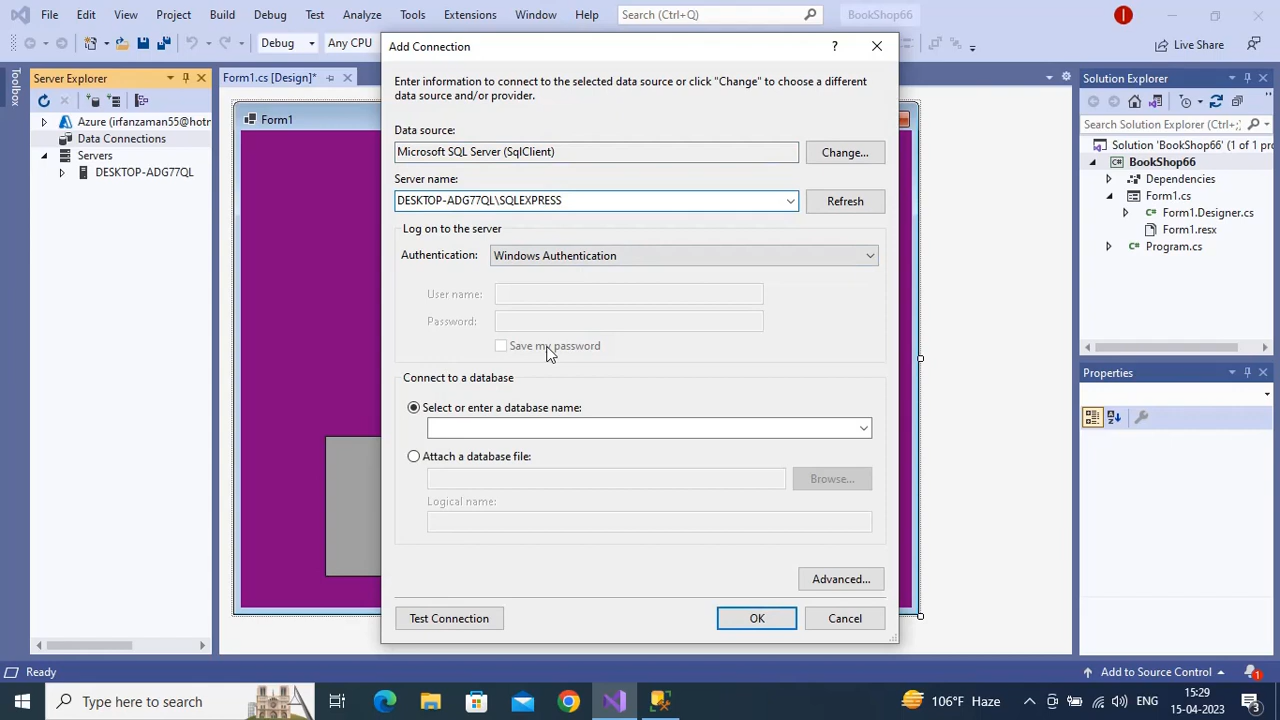 File Edit View Project Build Debug Test Analyze Tools Extensions Window Help Search (Ctrl+Q) BookShop66
Debug Any CPU Live Share
Add Connection
Enter information to connect to the selected data source or click "Change" to choose a different
data source and/or provider.
Data source:
Microsoft SQL Server (SqlClient)
Change...
Server name:
DESKTOP-ADG77QL\SQLEXPRESS
Refresh
Log on to the server
Authentication: Windows Authentication
User name:
Password:
Save my password
Connect to a database
Select or enter a database name:
Attach a database file:
Browse...
Logical name:
Advanced...
Test Connection
OK
Cancel
Toolbox
Server Explorer
Azure (irfanzaman55@hotr
Data Connections
Servers
DESKTOP-ADG77QL
Form1.cs [Design]*
Form1
Solution Explorer
Search Solution Explorer (Ctrl+;)
Solution 'BookShop66' (1 of 1 pro
BookShop66
Dependencies
Form1.cs
Form1.Designer.cs
Form1.resx
Program.cs
Properties
Ready
Add to Source Control
1
Type here to search
106°F Haze
ENG
15:29
15-04-2023
3